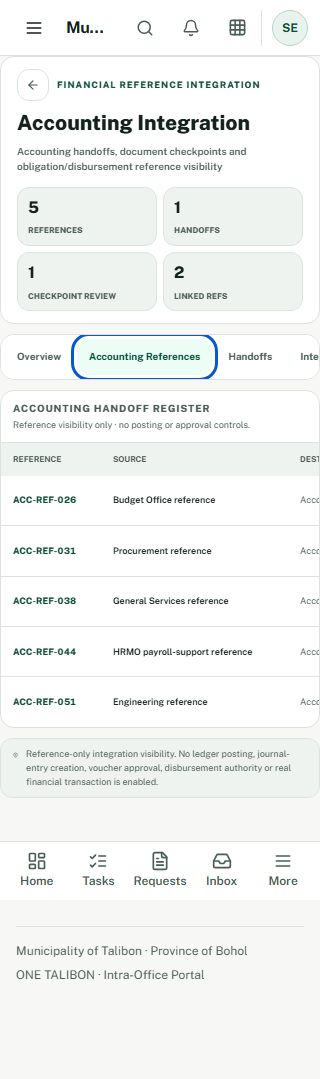 Mu...
SE
FINANCIAL REFERENCE INTEGRATION
Accounting Integration
Accounting handoffs, document checkpoints and
obligation/disbursement reference visibility
5
REFERENCES
1
HANDOFFS
1
CHECKPOINT REVIEW
2
LINKED REFS
Overview
Accounting References
Handoffs
Inte
ACCOUNTING HANDOFF REGISTER
Reference visibility only · no posting or approval controls.
REFERENCE SOURCE DEST
ACC-REF-026 Budget Office reference Acco
ACC-REF-031 Procurement reference Acco
ACC-REF-038 General Services reference Acco
ACC-REF-044 HRMO payroll-support reference Acco
ACC-REF-051 Engineering reference Acco
Reference-only integration visibility. No ledger posting, journal-
entry creation, voucher approval, disbursement authority or real
financial transaction is enabled.
Home Tasks Requests Inbox More
Municipality of Talibon · Province of Bohol
ONE TALIBON · Intra-Office Portal